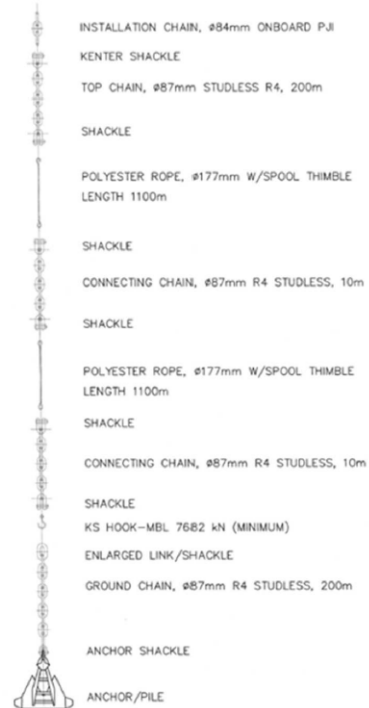 INSTALLATION CHAIN, ø84mm ONBOARD PJI
KENTER SHACKLE
TOP CHAIN, ø87mm STUDLESS R4, 200m
SHACKLE
POLYESTER ROPE, ø177mm W/SPOOL THIMBLE
LENGTH 1100m
SHACKLE
CONNECTING CHAIN, ø87mm R4 STUDLESS, 10m
SHACKLE
POLYESTER ROPE, ø177mm W/SPOOL THIMBLE
LENGTH 1100m
SHACKLE
CONNECTING CHAIN, ø87mm R4 STUDLESS, 10m
SHACKLE
KS HOOK-MBL 7682 kN (MINIMUM)
ENLARGED LINK/SHACKLE
GROUND CHAIN, ø87mm R4 STUDLESS, 200m
ANCHOR SHACKLE
ANCHOR/PILE